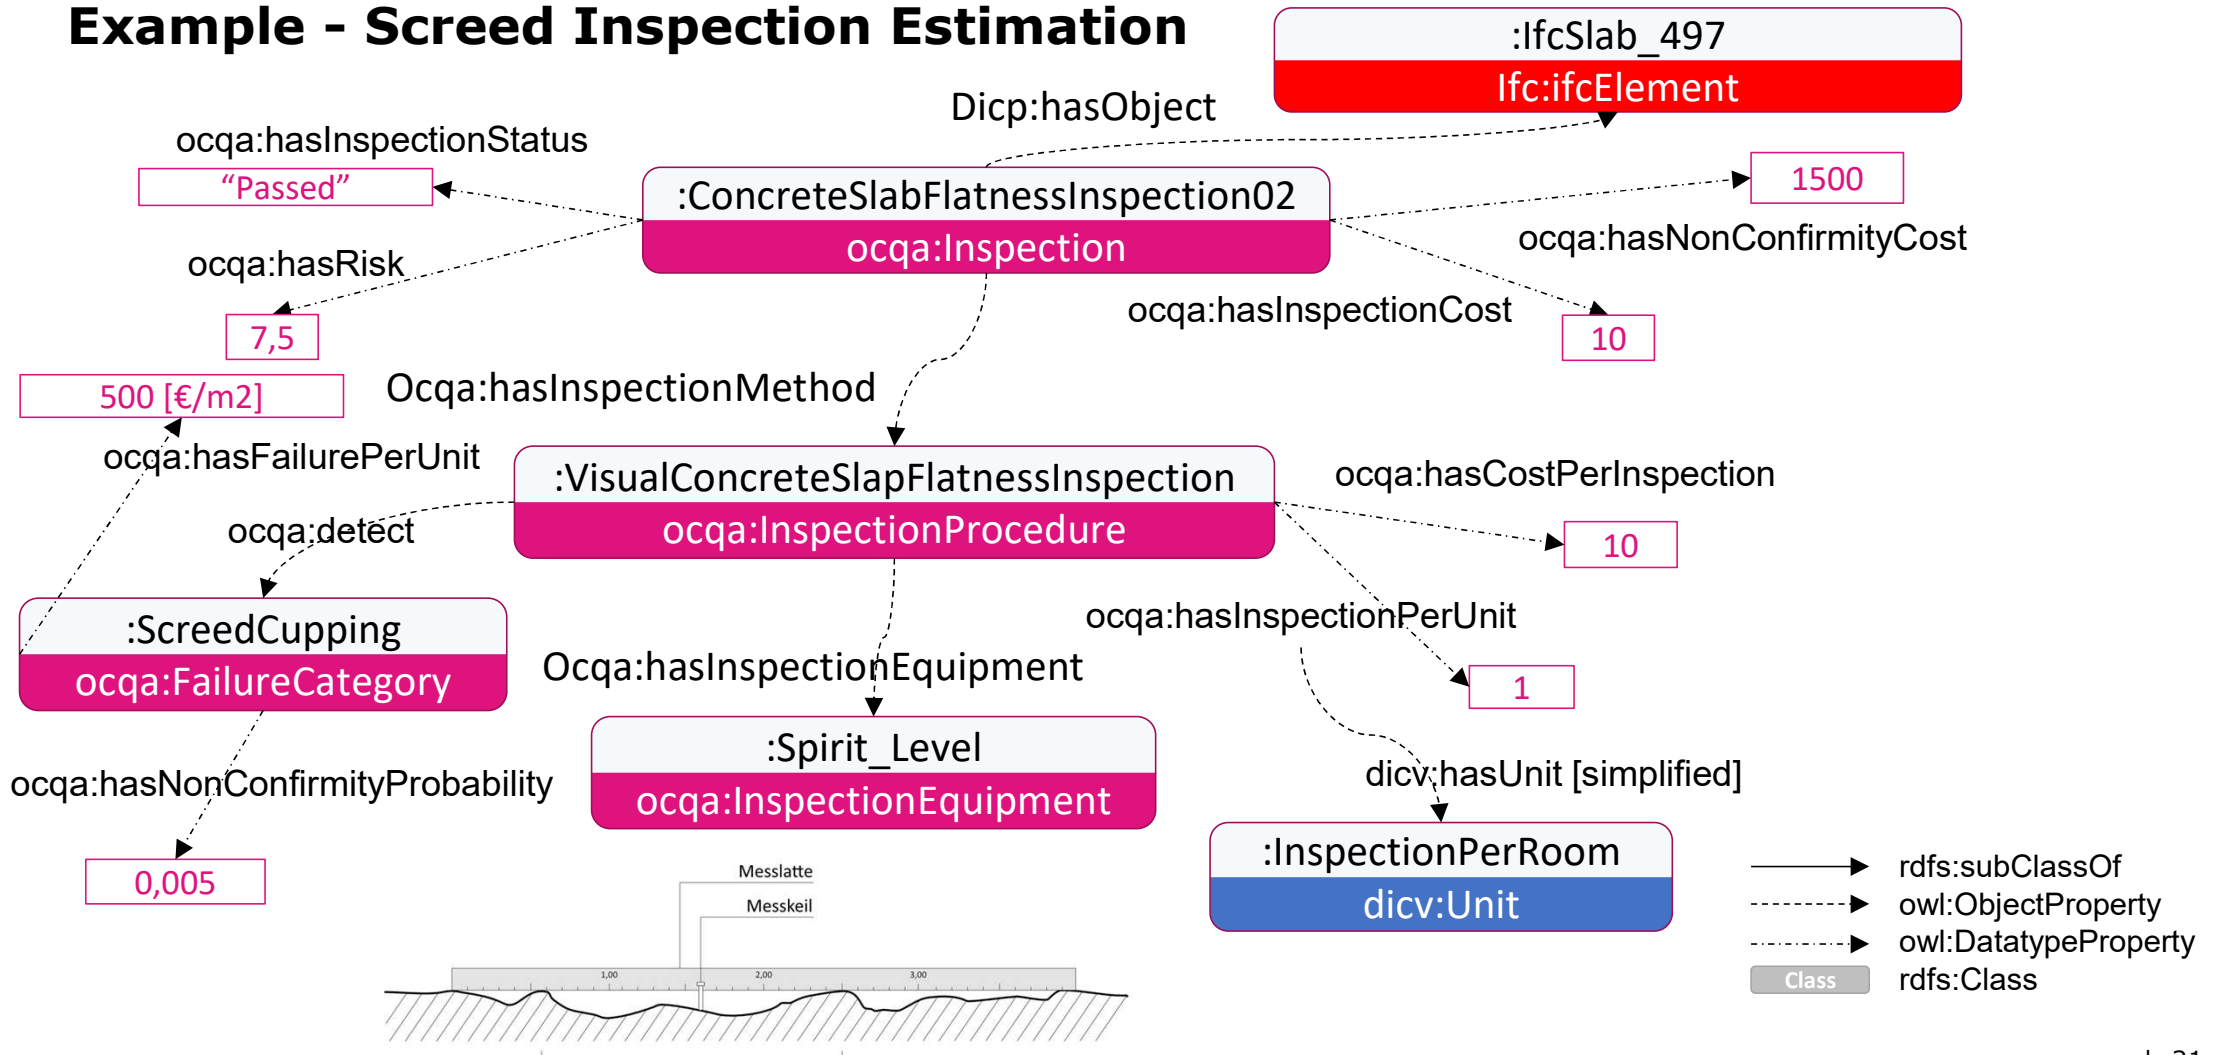 Example - Screed Inspection Estimation
:IfcSlab_497
Ifc:ifcElement
Dicp:hasObject
ocqa:hasInspectionStatus
“Passed”
:ConcreteSlabFlatnessInspection02
ocqa:Inspection
1500
ocqa:hasNonConfirmityCost
ocqa:hasRisk
7,5
ocqa:hasInspectionCost
10
500 [€/m2]
Ocqa:hasInspectionMethod
ocqa:hasFailurePerUnit
:VisualConcreteSlapFlatnessInspection
ocqa:InspectionProcedure
ocqa:hasCostPerInspection
10
ocqa:detect
ocqa:hasInspectionPerUnit
1
:ScreedCupping
ocqa:FailureCategory
Ocqa:hasInspectionEquipment
:Spirit_Level
ocqa:InspectionEquipment
ocqa:hasNonConfirmityProbability
0,005
dicv:hasUnit [simplified]
:InspectionPerRoom
dicv:Unit
Messlatte
Messkeil
1,00 2,00 3,00
rdfs:subClassOf
owl:ObjectProperty
owl:DatatypeProperty
Class rdfs:Class